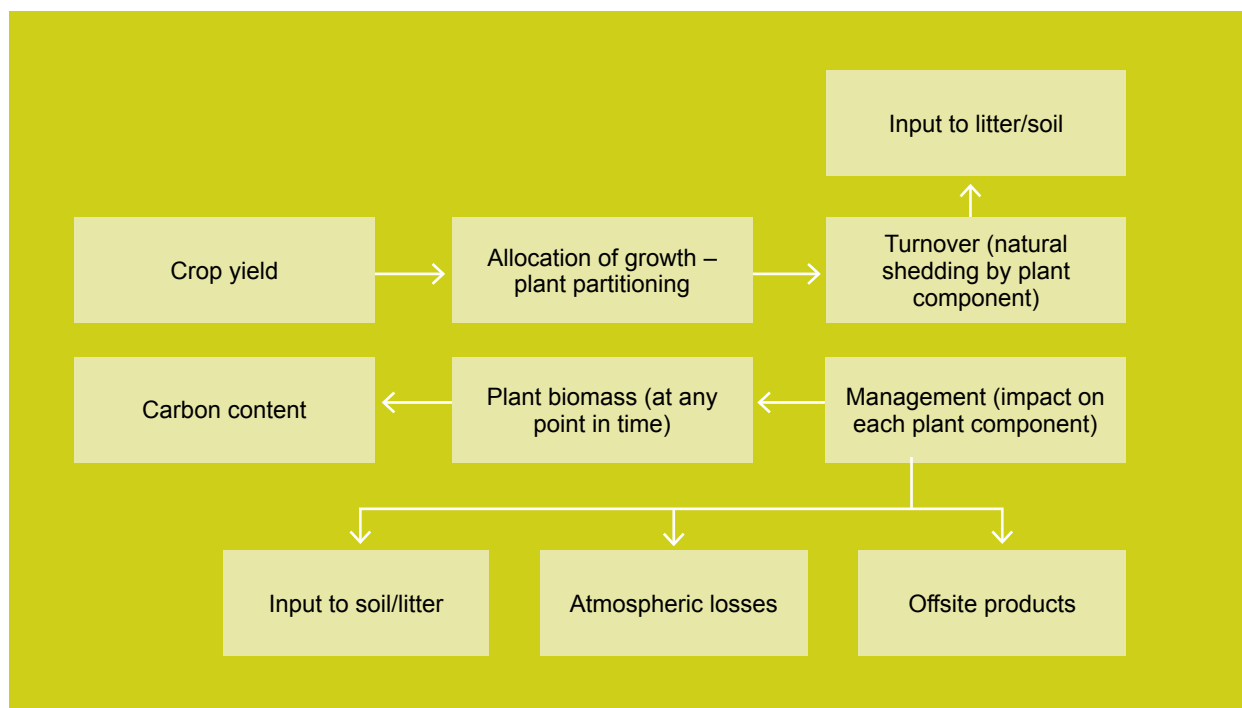 Input to litter/soil
Crop yield
Allocation of growth –
plant partitioning
Turnover (natural
shedding by plant
component)
Carbon content
Plant biomass (at any
point in time)
Management (impact on
each plant component)
Input to soil/litter
Atmospheric losses
Offsite products